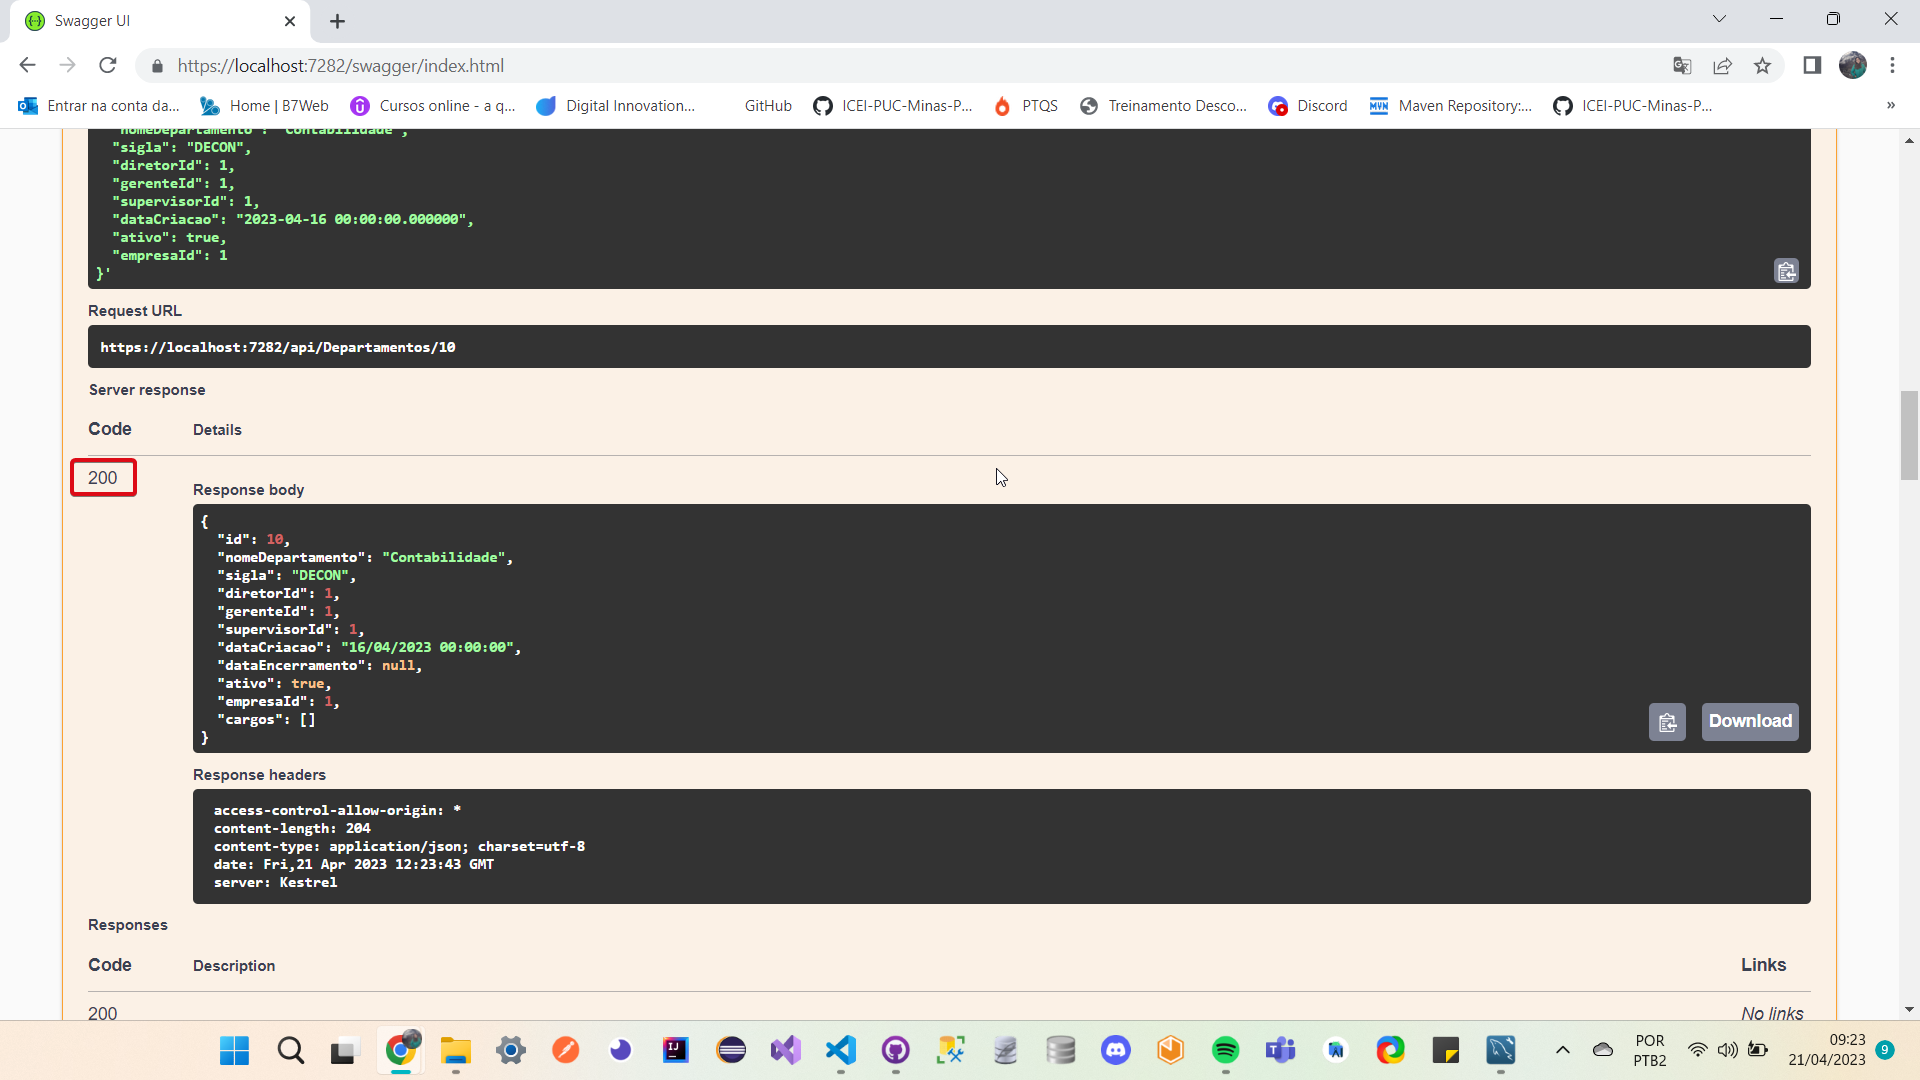 Swagger UI
https://localhost:7282/swagger/index.html
Entrar na conta da...
Home | B7Web
Cursos online - a q...
Digital Innovation...
GitHub
ICEI-PUC-Minas-P...
PTQS
Treinamento Desco...
Discord
MVN
Maven Repository:...
ICEI-PUC-Minas-P...
»
"nomeDepartamento": "Contabilidade",
"sigla": "DECON",
"diretorId": 1,
"gerenteId": 1,
"supervisorId": 1,
"dataCriacao": "2023-04-16 00:00:00.000000",
"ativo": true,
"empresaId": 1
}'
Request URL
https://localhost:7282/api/Departamentos/10
Server response
Code
Details
200
Response body
{
"id": 10,
"nomeDepartamento": "Contabilidade",
"sigla": "DECON",
"diretorId": 1,
"gerenteId": 1,
"supervisorId": 1,
"dataCriacao": "16/04/2023 00:00:00",
"dataEncerramento": null,
"ativo": true,
"empresaId": 1,
"cargos": []
}
Download
Response headers
access-control-allow-origin: *
content-length: 204
content-type: application/json; charset=utf-8
date: Fri,21 Apr 2023 12:23:43 GMT
server: Kestrel
Responses
Code
Description
Links
200
No links
POR
PTB2
09:23
21/04/2023
9